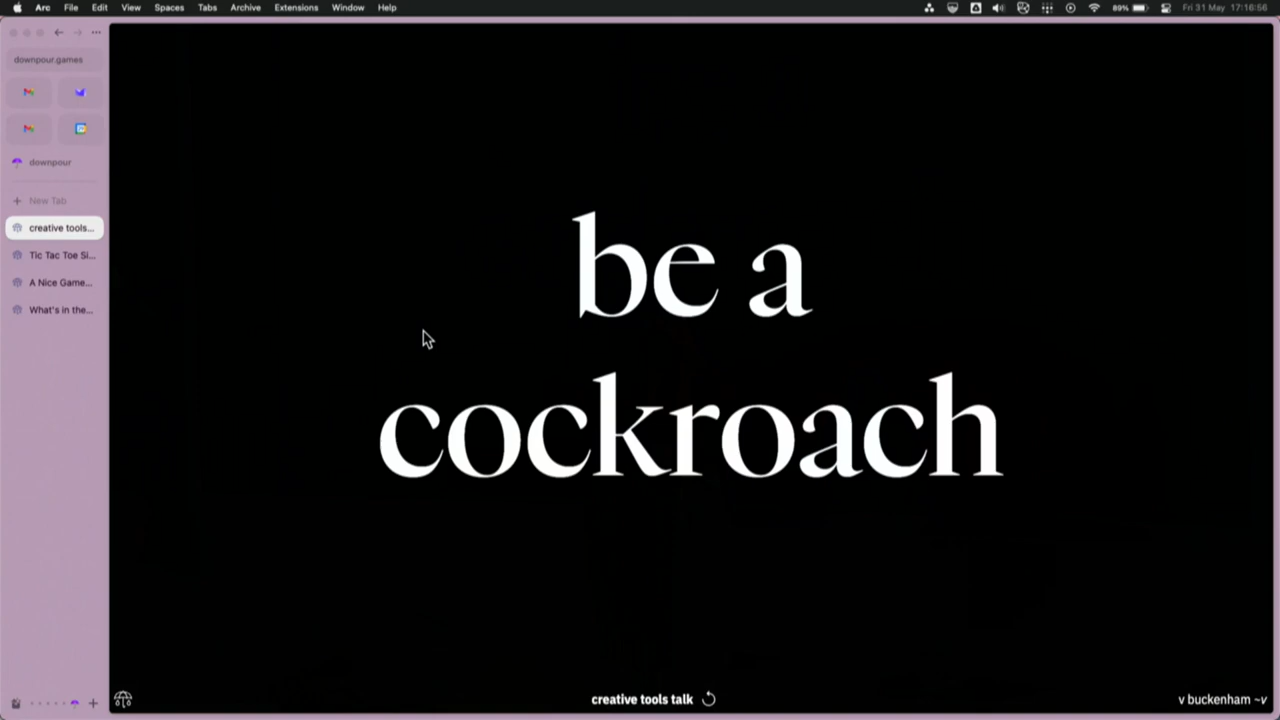 Arc File Edit View Spaces Tabs Archive Extensions Window Help
89% Fri 31 May 17:16:56
downpour.games
downpour
New Tab
creative tools...
Tic Tac Toe Si...
A Nice Game...
What's in the...
be a
cockroach
creative tools talk
v buckenham ~v